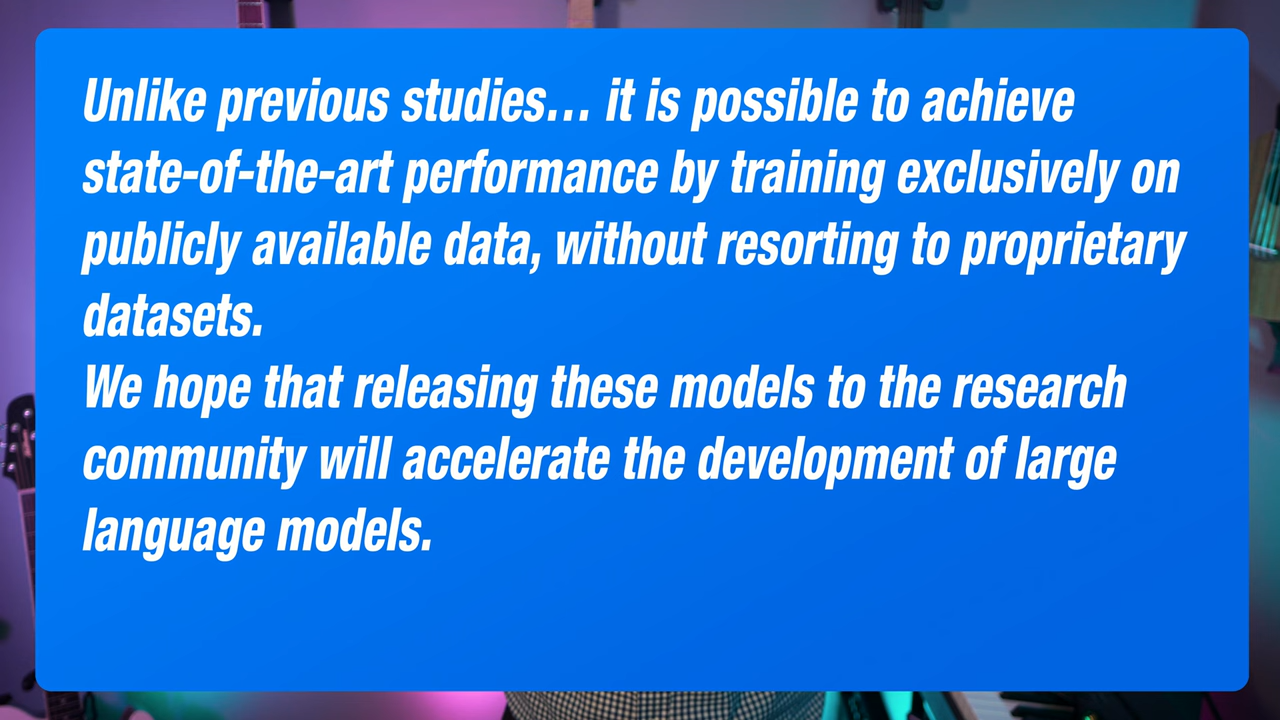 Unlike previous studies… it is possible to achieve
state-of-the-art performance by training exclusively on
publicly available data, without resorting to proprietary
datasets.
We hope that releasing these models to the research
community will accelerate the development of large
language models.